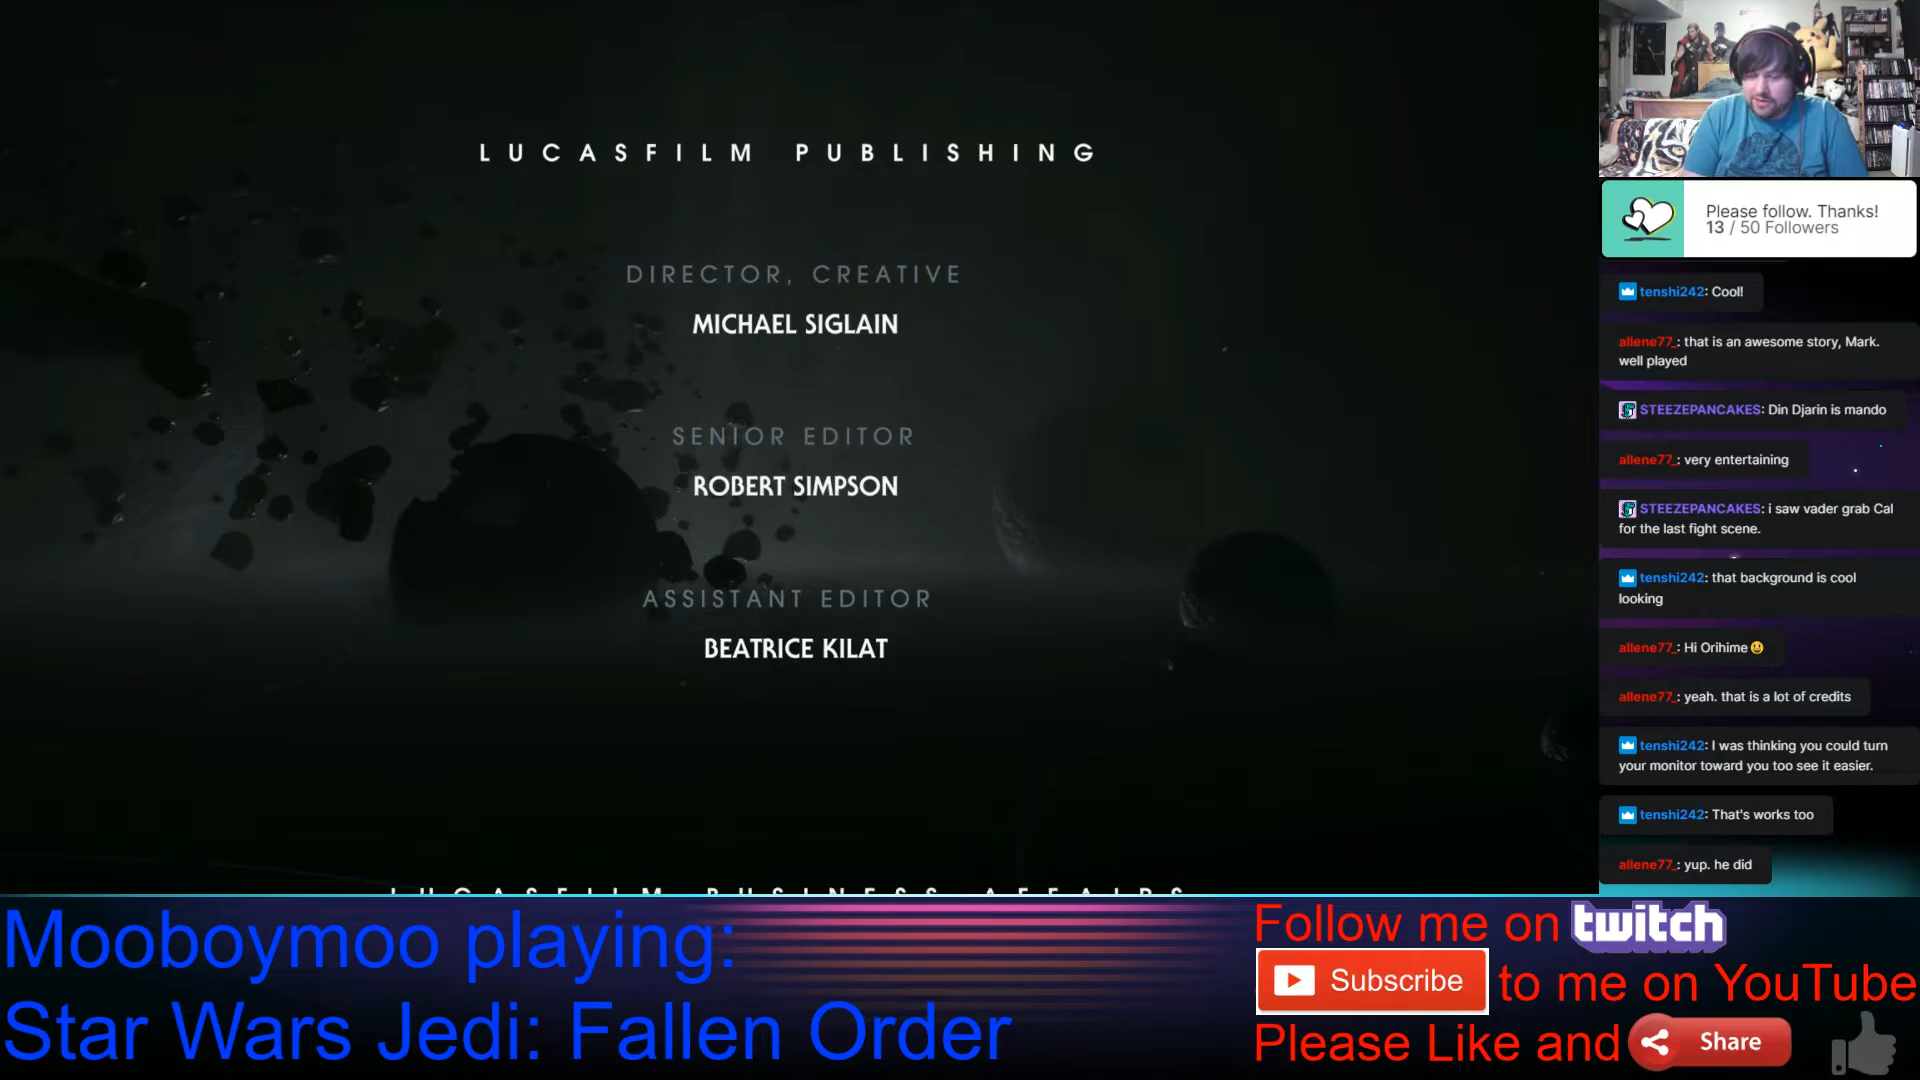 LUCASFILM PUBLISHING
DIRECTOR, CREATIVE
MICHAEL SIGLAIN
SENIOR EDITOR
ROBERT SIMPSON
ASSISTANT EDITOR
BEATRICE KILAT
LUCASFILM BUSINESS AFFAIRS
Please follow. Thanks!
13 / 50 Followers
tenshi242: Cool!
allene77_: that is an awesome story, Mark.
well played
STEEZEPANCAKES: Din Djarin is mando
allene77_: very entertaining
STEEZEPANCAKES: i saw vader grab Cal
for the last fight scene.
tenshi242: that background is cool
looking
allene77_: Hi Orihime
allene77_: yeah. that is a lot of credits
tenshi242: I was thinking you could turn
your monitor toward you too see it easier.
tenshi242: That's works too
allene77_: yup. he did
Mooboymoo playing:
Star Wars Jedi: Fallen Order
Follow me on twitch
Subscribe to me on YouTube
Please Like and Share